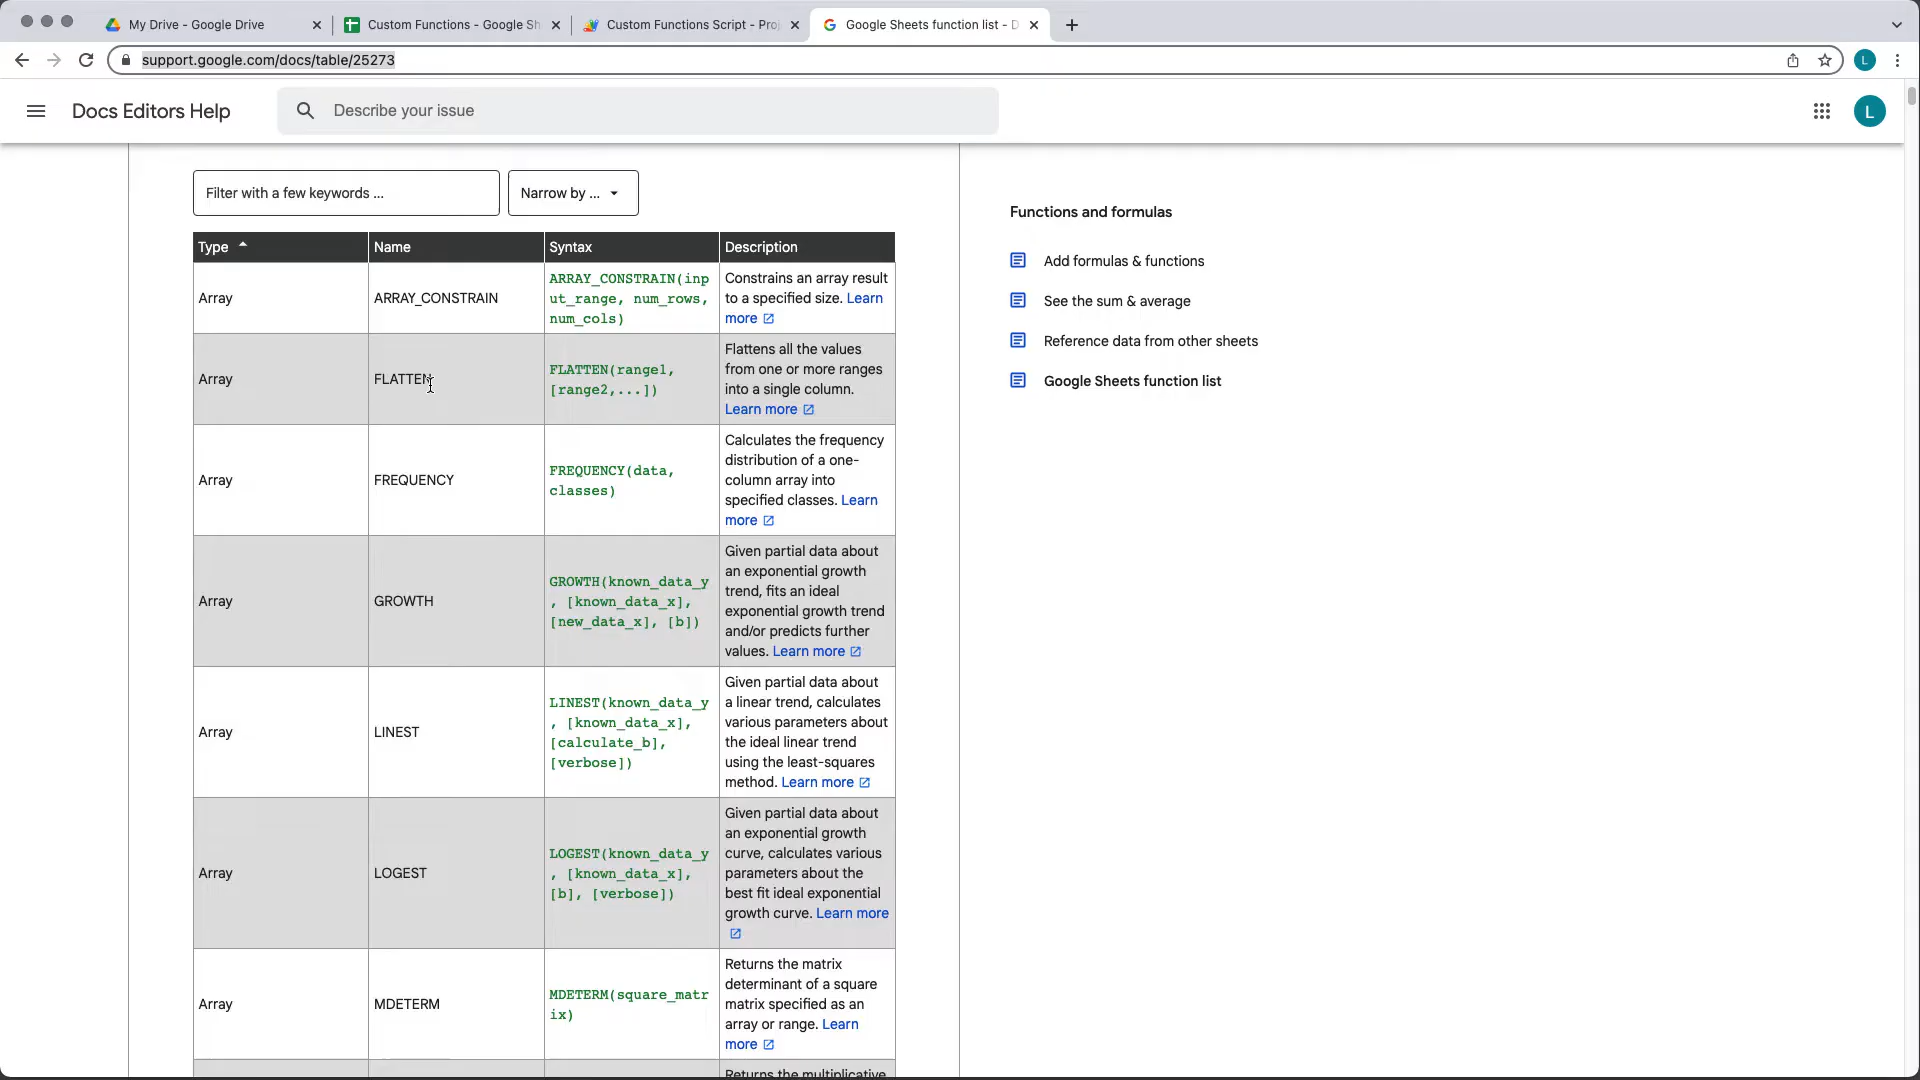 My Drive - Google Drive
Custom Functions - Google Sh
Custom Functions Script - Proj
Google Sheets function list - D
support.google.com/docs/table/25273
L
Docs Editors Help
Describe your issue
L
Filter with a few keywords ...
Narrow by ...
Functions and formulas
Add formulas & functions
See the sum & average
Reference data from other sheets
Google Sheets function list
Type
Name
Syntax
Description
Array
ARRAY_CONSTRAIN
ARRAY_CONSTRAIN(inp
ut_range, num_rows,
num_cols)
Constrains an array result
to a specified size. Learn
more
Array
FLATTEN
FLATTEN(range1,
[range2,...])
Flattens all the values
from one or more ranges
into a single column.
Learn more
Array
FREQUENCY
FREQUENCY(data,
classes)
Calculates the frequency
distribution of a one-
column array into
specified classes. Learn
more
Array
GROWTH
GROWTH(known_data_y
, [known_data_x],
[new_data_x], [b])
Given partial data about
an exponential growth
trend, fits an ideal
exponential growth trend
and/or predicts further
values. Learn more
Array
LINEST
LINEST(known_data_y
, [known_data_x],
[calculate_b],
[verbose])
Given partial data about
a linear trend, calculates
various parameters about
the ideal linear trend
using the least-squares
method. Learn more
Array
LOGEST
LOGEST(known_data_y
, [known_data_x],
[b], [verbose])
Given partial data about
an exponential growth
curve, calculates various
parameters about the
best fit ideal exponential
growth curve. Learn more
Array
MDETERM
MDETERM(square_matr
ix)
Returns the matrix
determinant of a square
matrix specified as an
array or range. Learn
more
Returns the multiplicative